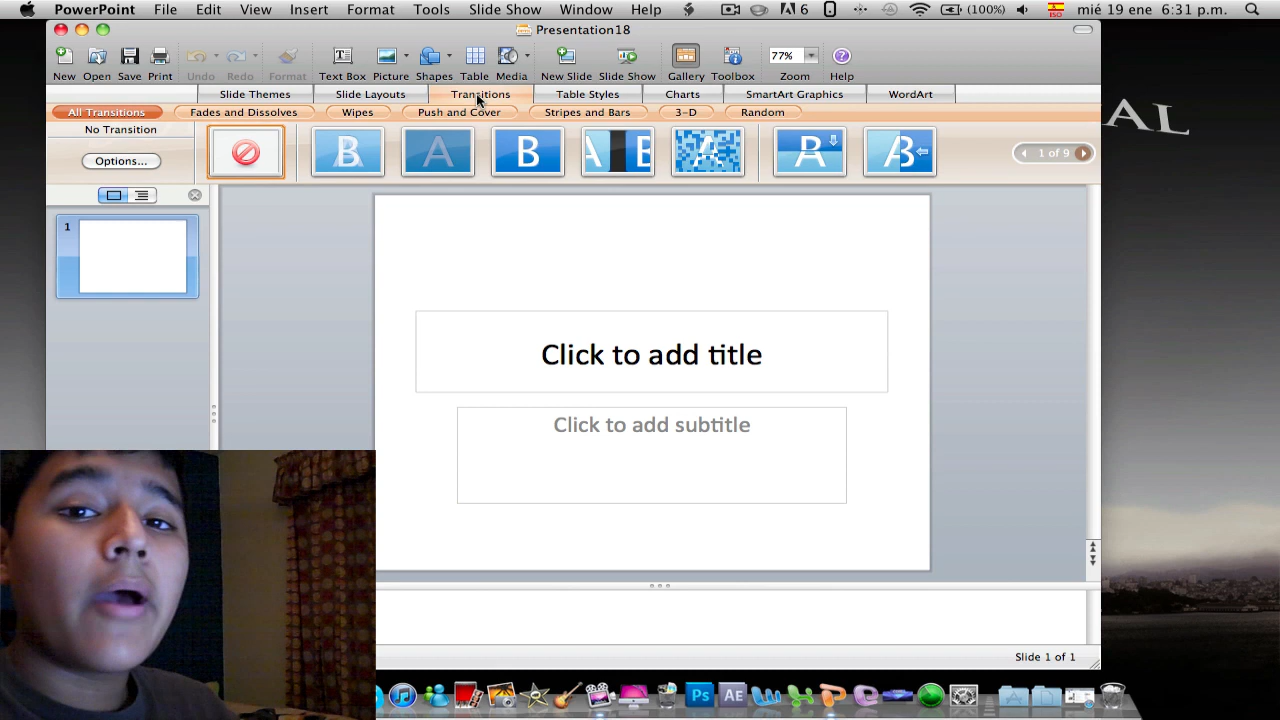 PowerPoint File Edit View Insert Format Tools Slide Show Window Help 6 (100%) ISO mié 19 ene 6:31 p.m.
Presentation18
77%
New Open Save Print Undo Redo Format Text Box Picture Shapes Table Media New Slide Slide Show Gallery Toolbox Zoom Help
Slide Themes Slide Layouts Transitions Table Styles Charts SmartArt Graphics WordArt
All Transitions Fades and Dissolves Wipes Push and Cover Stripes and Bars 3-D Random
AL
No Transition
Options...
B A B A B A B 1 of 9
1
Click to add title
Click to add subtitle
Slide 1 of 1
Ps AE